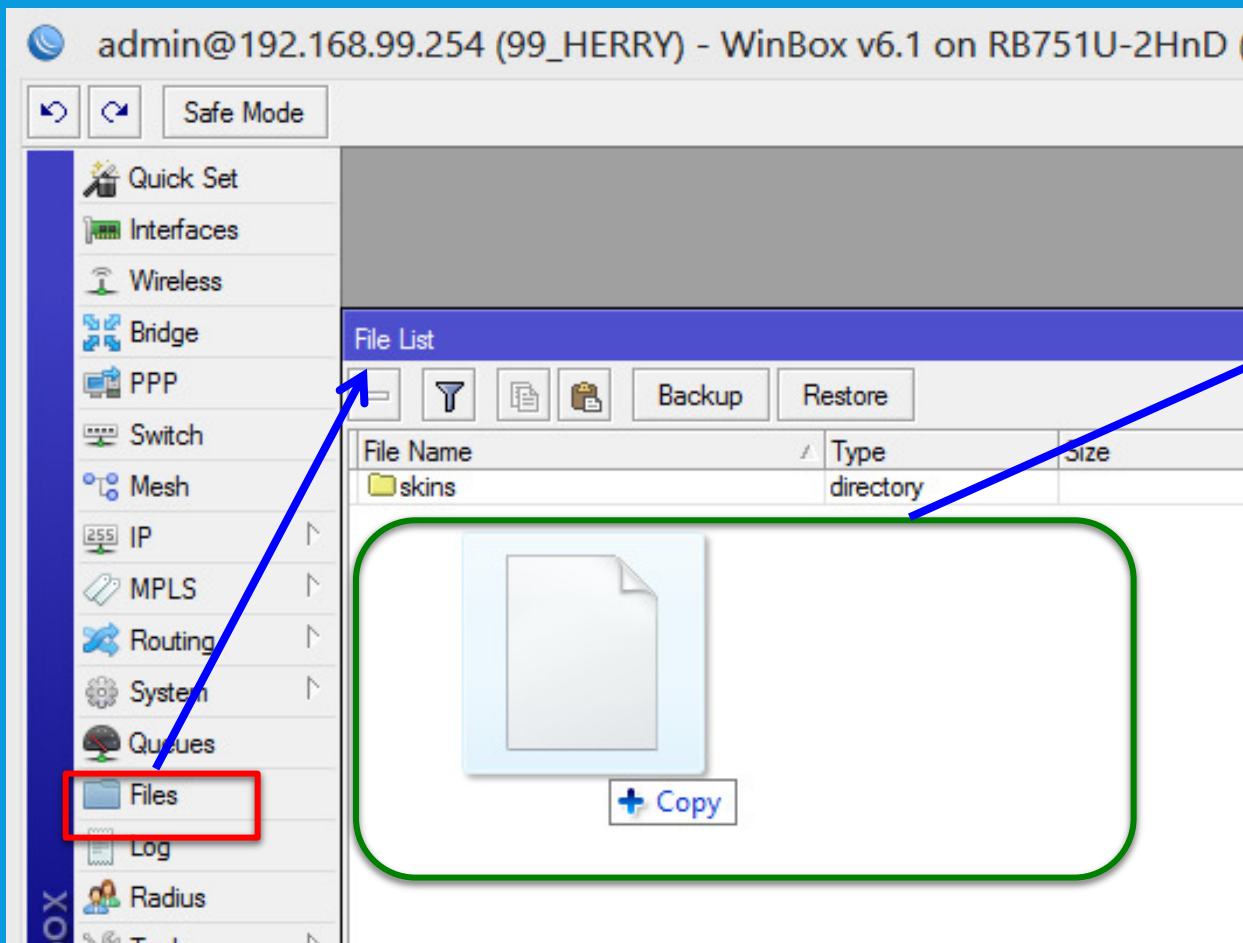 admin@192.168.99.254 (99_HERRY) - WinBox v6.1 on RB751U-2HnD (
Safe Mode
Quick Set
Interfaces
Wireless
Bridge
PPP
Switch
Mesh
255 IP
MPLS
Routing
System
Queues
Files
Log
Radius
File List
Backup Restore
File Name Type Size
skins directory
Copy